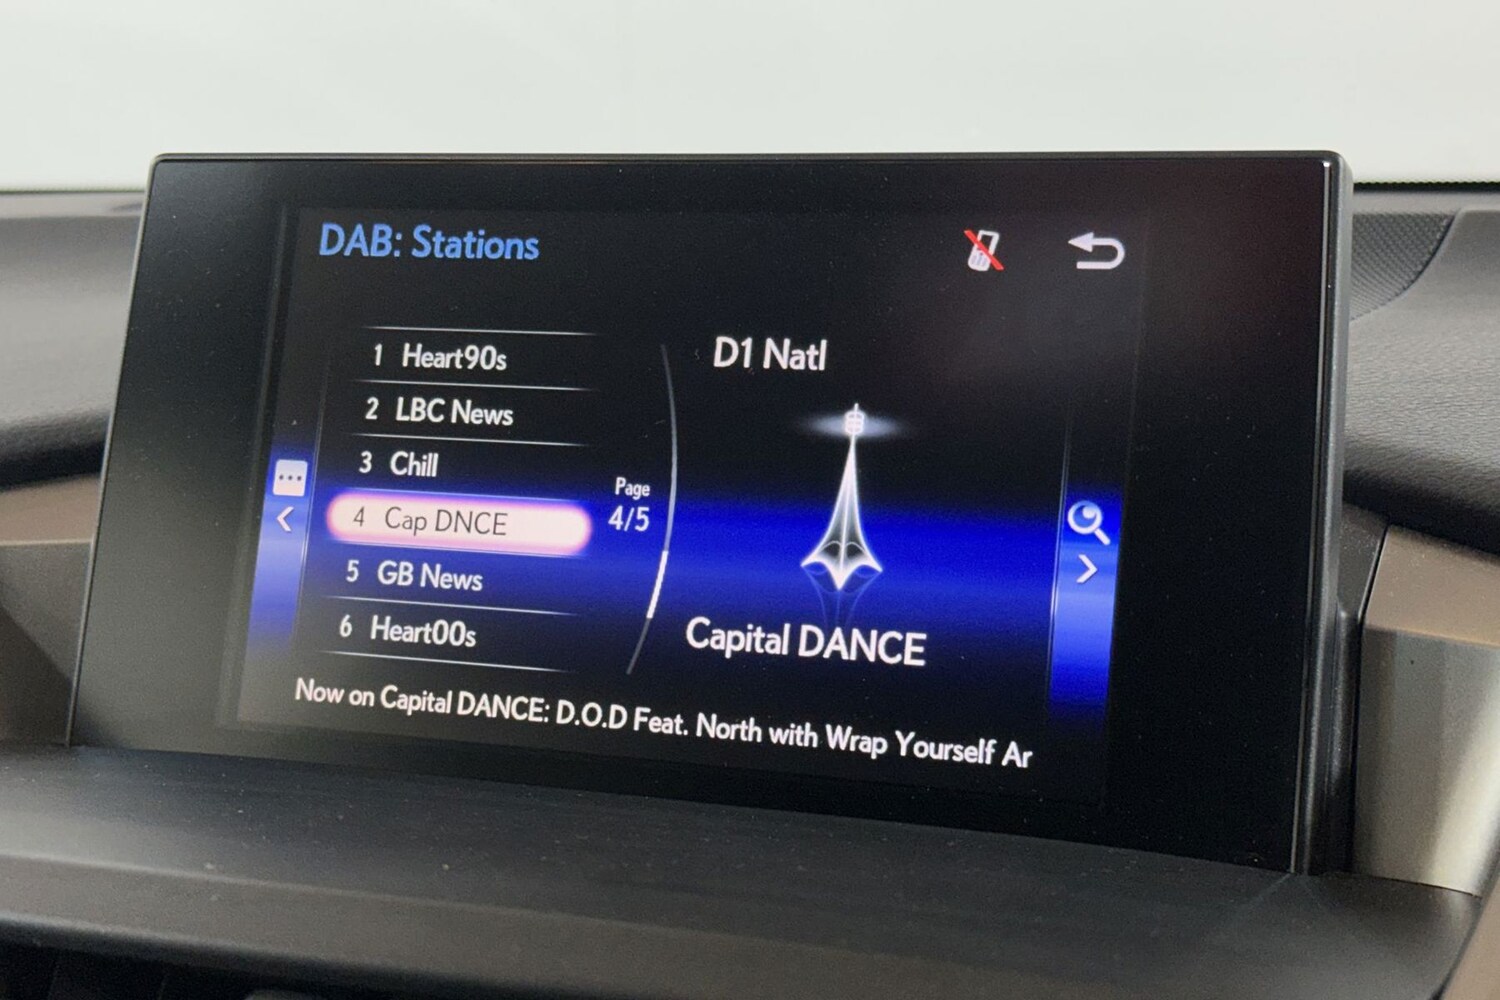 DAB: Stations
1 Heart90s
2 LBC News
3 Chill
4 Cap DNCE
5 GB News
6 Heart00s
Page
4/5
D1 Natl
Capital DANCE
Now on Capital DANCE: D.O.D Feat. North with Wrap Yourself Ar